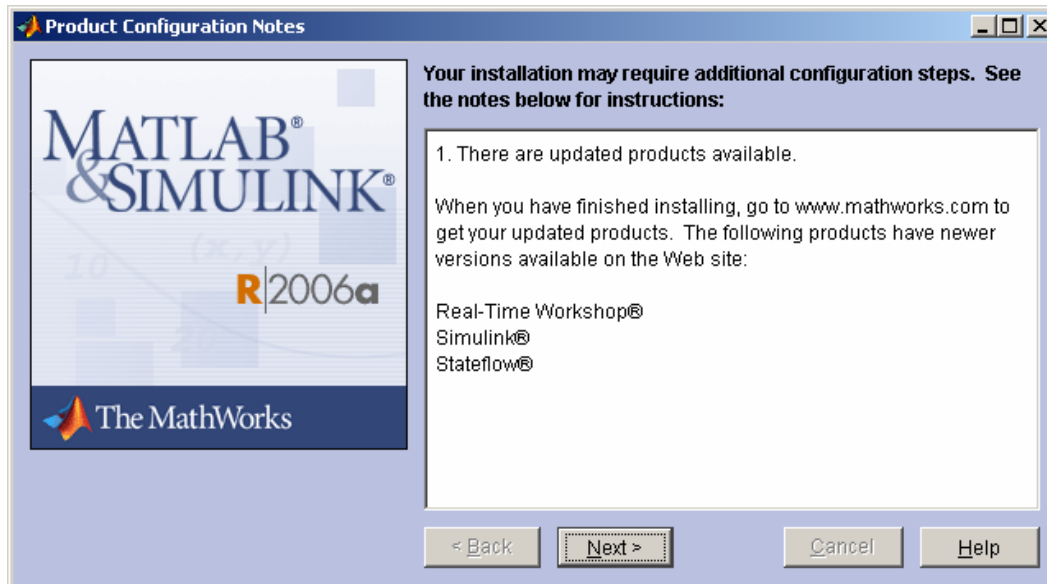 Product Configuration Notes
MATLAB®
&SIMULINK®
(x, y)
10
20
R2006a
The MathWorks
Your installation may require additional configuration steps. See
the notes below for instructions:
1. There are updated products available.
When you have finished installing, go to www.mathworks.com to
get your updated products. The following products have newer
versions available on the Web site:
Real-Time Workshop®
Simulink®
Stateflow®
< Back
Next >
Cancel
Help